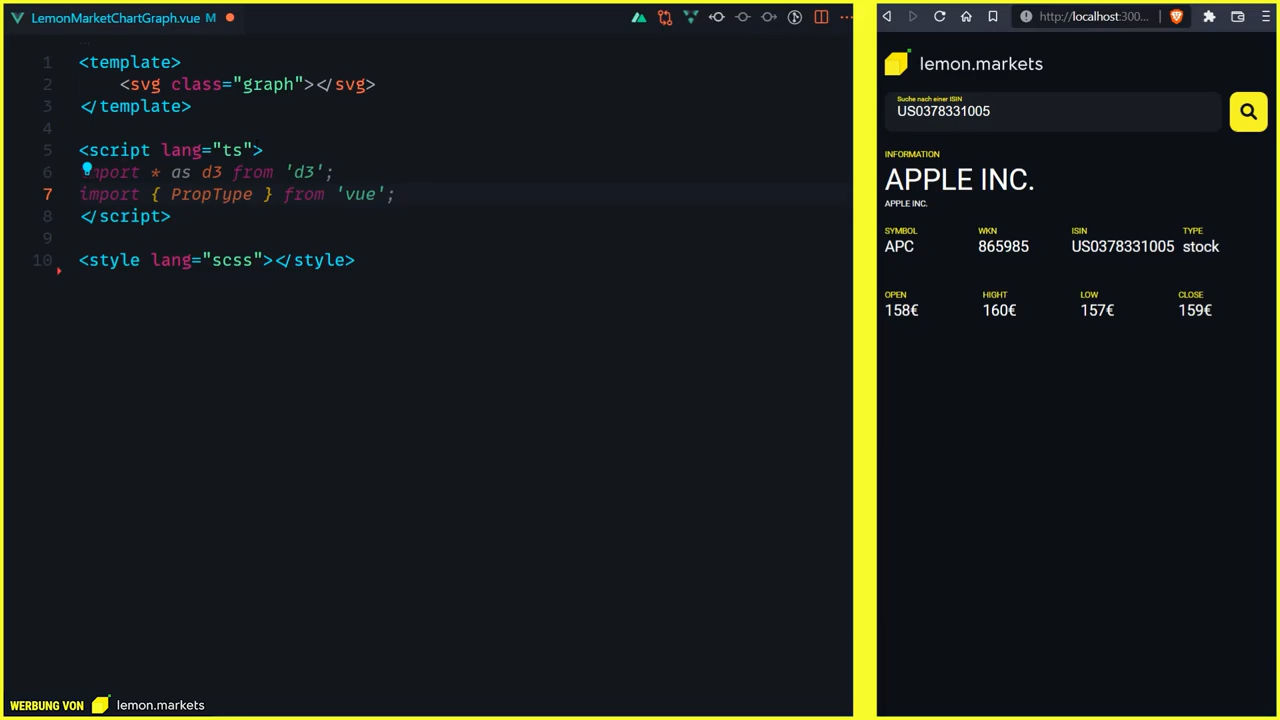 LemonMarketChartGraph.vue M
1 <template>
2 <svg class="graph"></svg>
3 </template>
4
5 <script lang="ts">
6 import * as d3 from 'd3';
7 import { PropType } from 'vue';
8 </script>
9
10 <style lang="scss"></style>
WERBUNG VON lemon.markets
http://localhost:300...
lemon.markets
Suche nach einer ISIN
US0378331005
INFORMATION
APPLE INC.
APPLE INC.
SYMBOL WKN ISIN TYPE
APC 865985 US0378331005 stock
OPEN HIGHT LOW CLOSE
158€ 160€ 157€ 159€